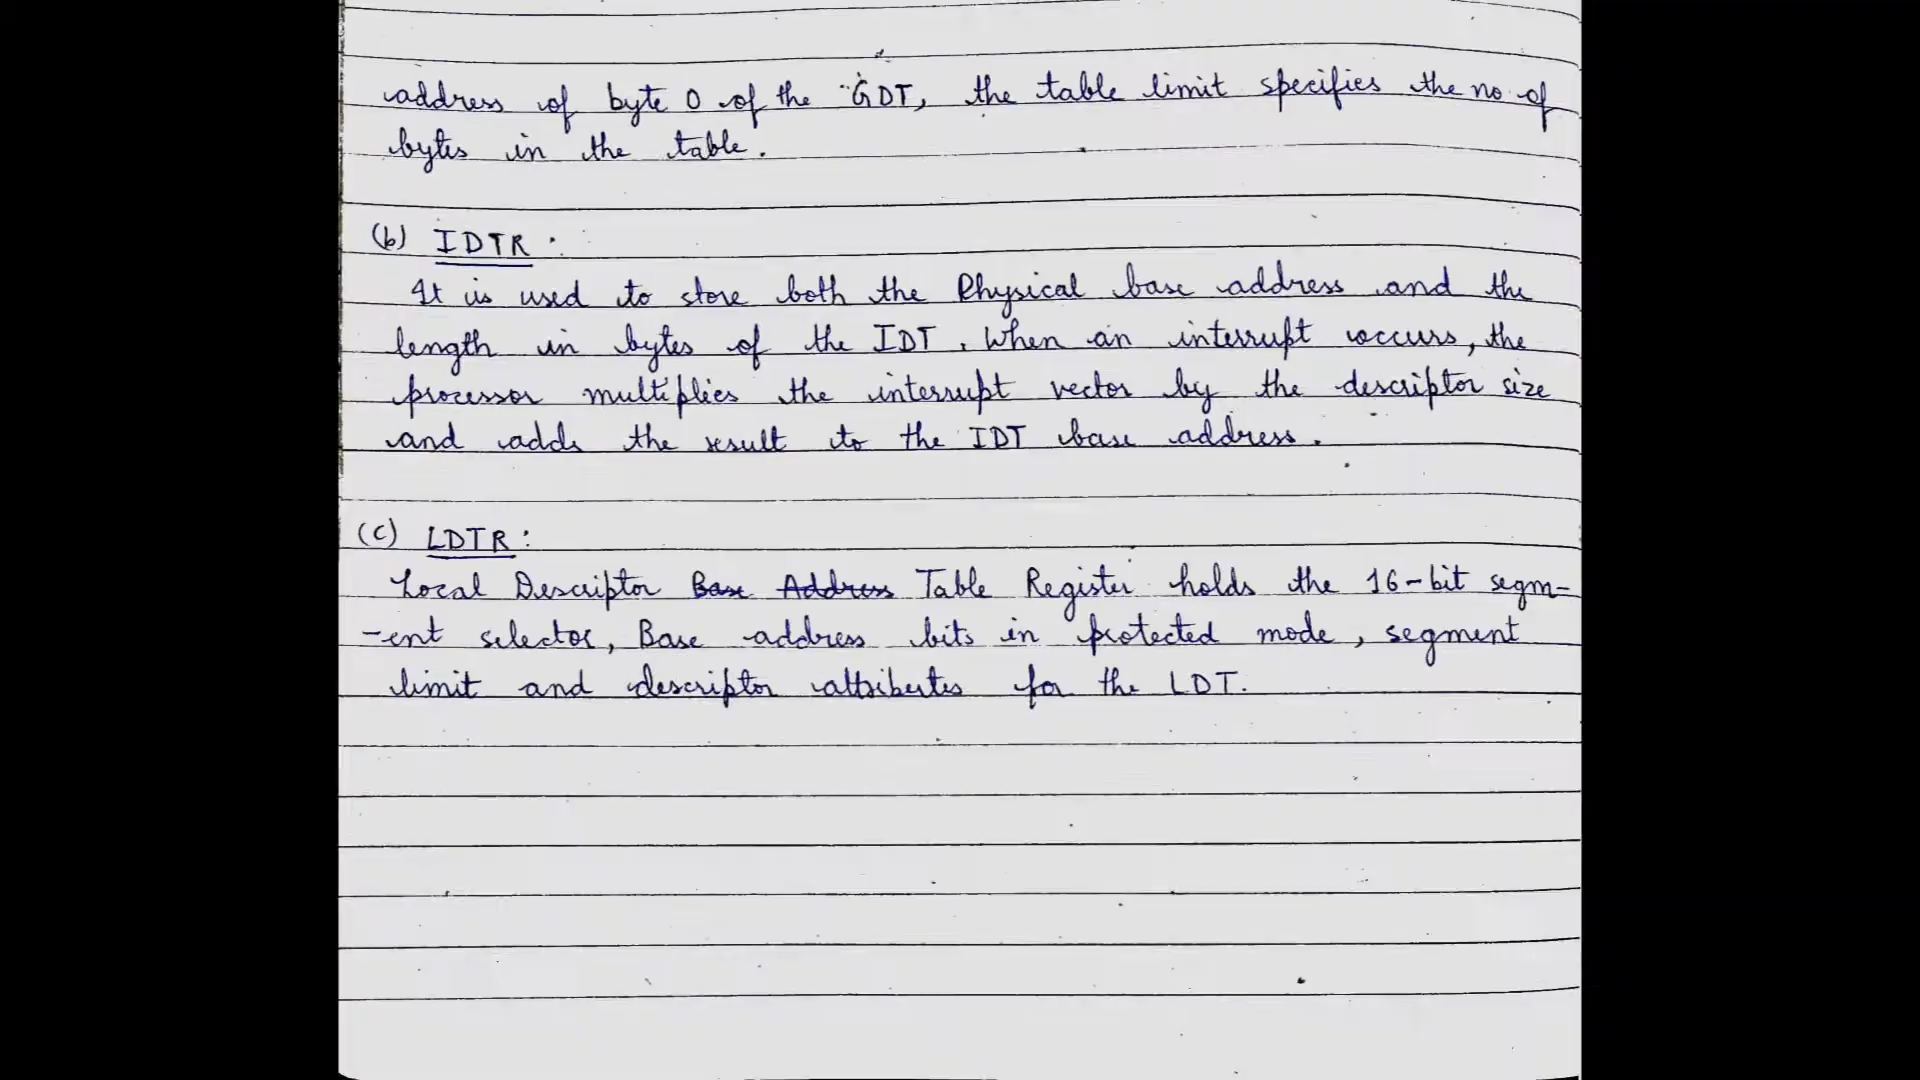 address of byte 0 of the GDT, the table limit specifies the no. of
bytes in the table.
(b) IDTR :
It is used to store both the Physical base address and the
length in bytes of the IDT. When an interrupt occurs, the
processor multiplies the interrupt vector by the descriptor size
and adds the result to the IDT base address.
(c) LDTR :
Local Descriptor Base Address Table Register holds the 16-bit segm-
-ent selector, Base address bits in protected mode, segment
limit and descriptor attributes for the LDT.